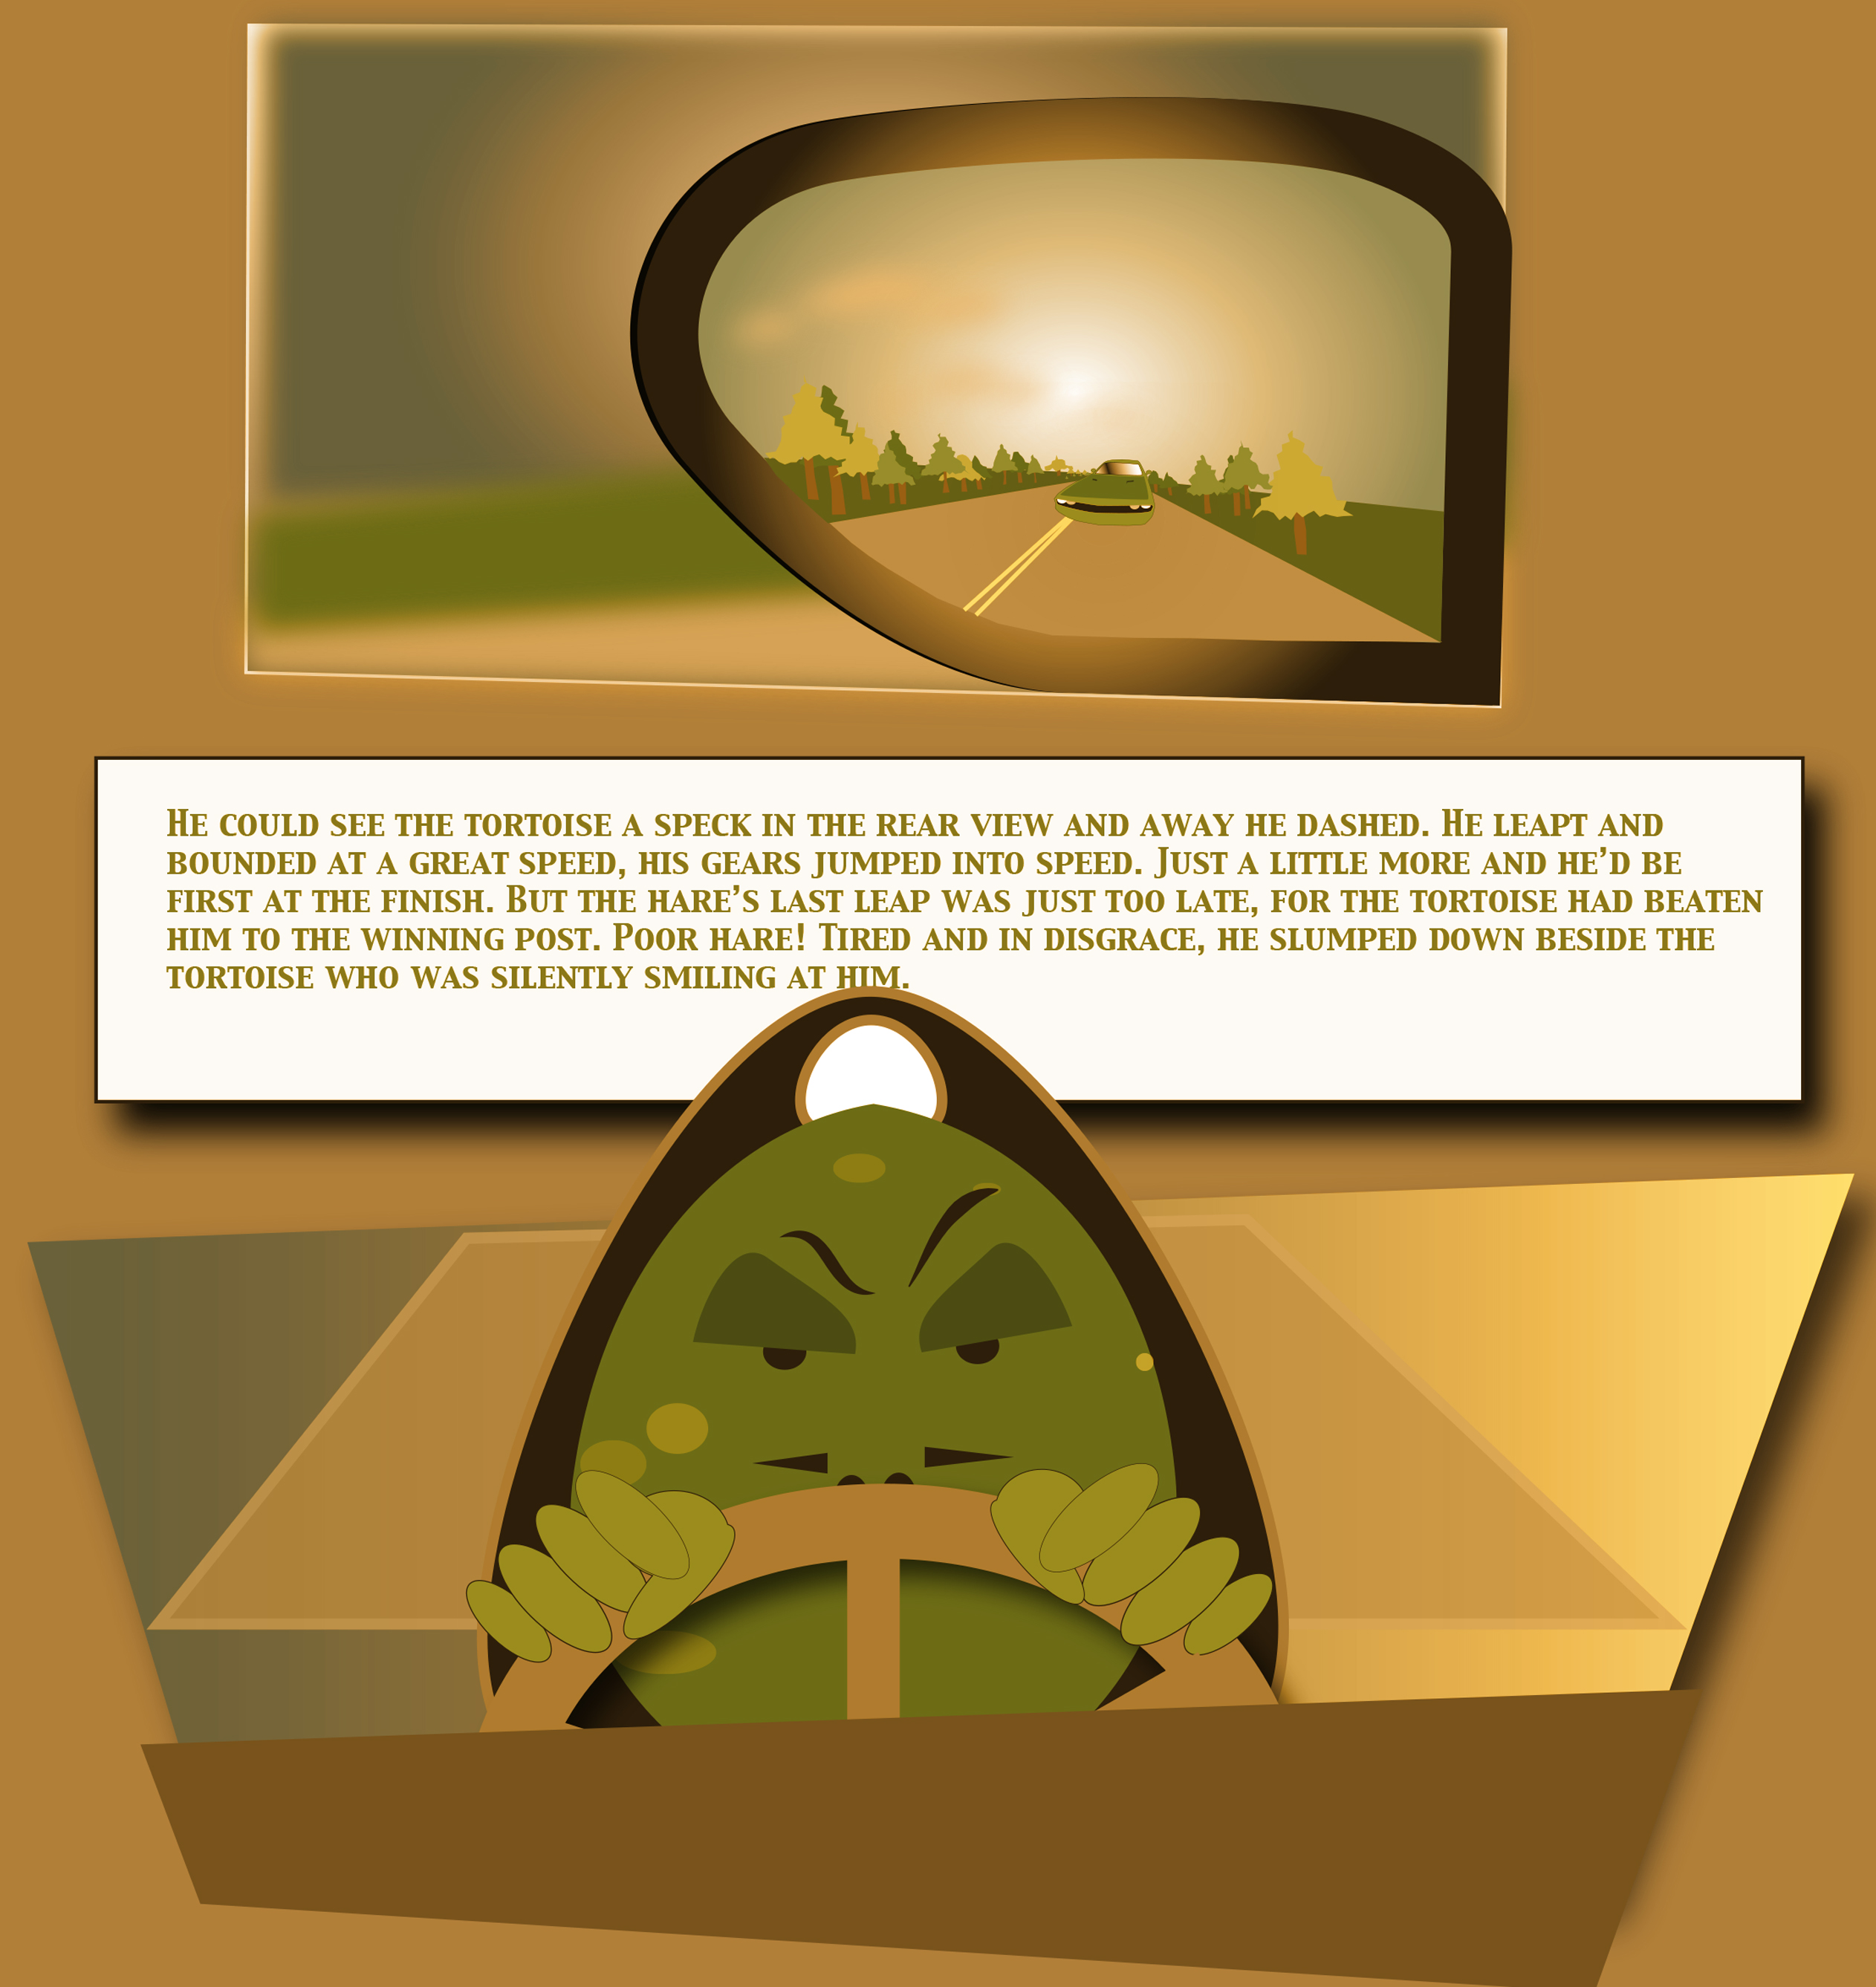 He could see the tortoise a speck in the rear view and away he dashed. He leapt and
bounded at a great speed, his gears jumped into speed. Just a little more and he’d be
first at the finish. But the hare’s last leap was just too late, for the tortoise had beaten
him to the winning post. Poor hare! Tired and in disgrace, he slumped down beside the
tortoise who was silently smiling at him.